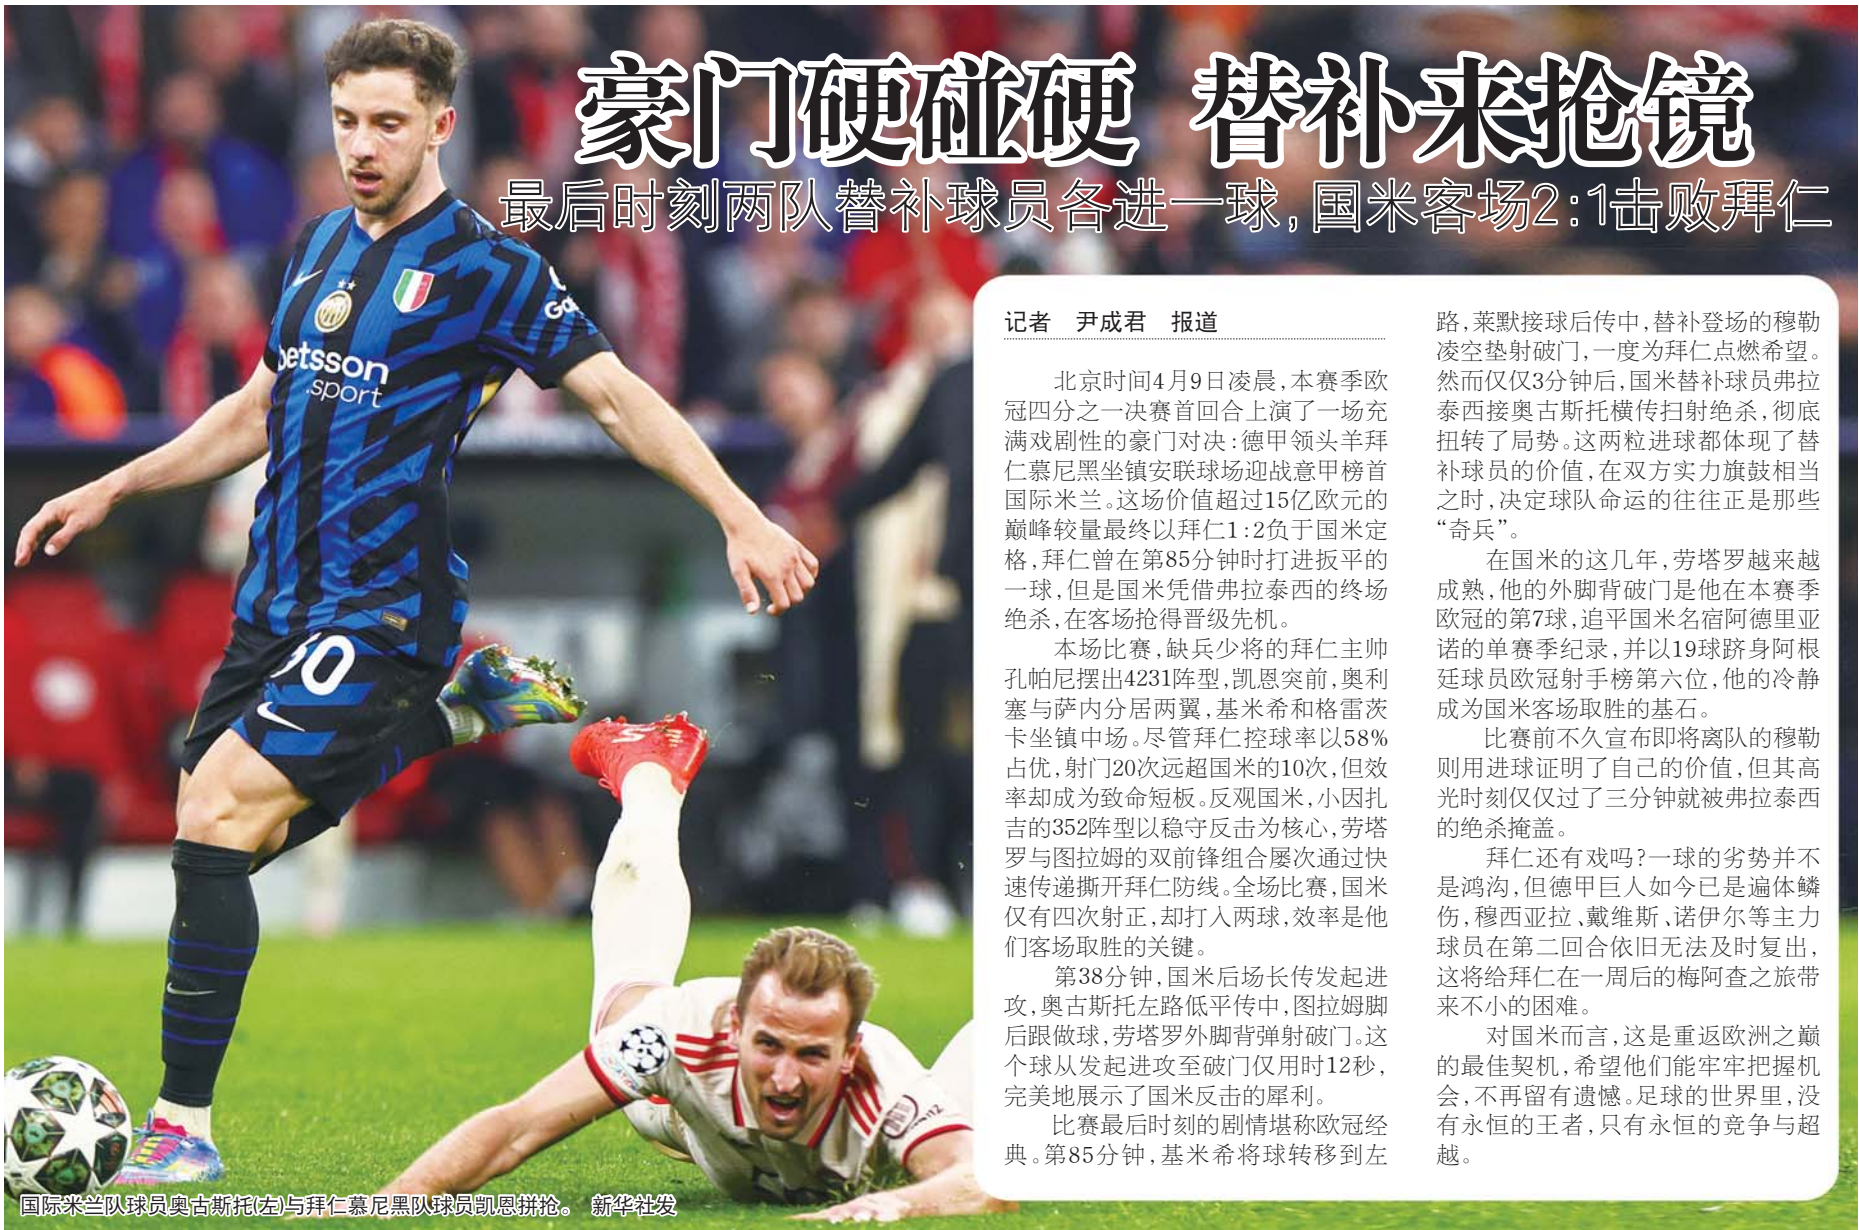 豪门硬碰硬 替补来抢镜
最后时刻两队替补球员各进一球,国米客场2:1击败拜仁
betsson
.sport
30
记者 尹成君 报道
北京时间4月9日凌晨,本赛季欧
冠四分之一决赛首回合上演了一场充
满戏剧性的豪门对决:德甲领头羊拜
仁慕尼黑坐镇安联球场迎战意甲榜首
国际米兰。这场价值超过15亿欧元的
巅峰较量最终以拜仁1:2负于国米定
格,拜仁曾在第85分钟时打进扳平的
一球,但是国米凭借弗拉泰西的终场
绝杀,在客场抢得晋级先机。
本场比赛,缺兵少将的拜仁主帅
孔帕尼摆出4231阵型,凯恩突前,奥利
塞与萨内分居两翼,基米希和格雷茨
卡坐镇中场。尽管拜仁控球率以58%
占优,射门20次远超国米的10次,但效
率却成为致命短板。反观国米,小因扎
吉的352阵型以稳守反击为核心,劳塔
罗与图拉姆的双前锋组合屡次通过快
速传递撕开拜仁防线。全场比赛,国米
仅有四次射正,却打入两球,效率是他
们客场取胜的关键。
第38分钟,国米后场长传发起进
攻,奥古斯托左路低平传中,图拉姆脚
后跟做球,劳塔罗外脚背弹射破门。这
个球从发起进攻至破门仅用时12秒,
完美地展示了国米反击的犀利。
比赛最后时刻的剧情堪称欧冠经
典。第85分钟,基米希将球转移到左
路,莱默接球后传中,替补登场的穆勒
凌空垫射破门,一度为拜仁点燃希望。
然而仅仅3分钟后,国米替补球员弗拉
泰西接奥古斯托横传扫射绝杀,彻底
扭转了局势。这两粒进球都体现了替
补球员的价值,在双方实力旗鼓相当
之时,决定球队命运的往往正是那些
“奇兵”。
在国米的这几年,劳塔罗越来越
成熟,他的外脚背破门是他在本赛季
欧冠的第7球,追平国米名宿阿德里亚
诺的单赛季纪录,并以19球跻身阿根
廷球员欧冠射手榜第六位,他的冷静
成为国米客场取胜的基石。
比赛前不久宣布即将离队的穆勒
则用进球证明了自己的价值,但其高
光时刻仅仅过了三分钟就被弗拉泰西
的绝杀掩盖。
拜仁还有戏吗?一球的劣势并不
是鸿沟,但德甲巨人如今已是遍体鳞
伤,穆西亚拉、戴维斯、诺伊尔等主力
球员在第二回合依旧无法及时复出,
这将给拜仁在一周后的梅阿查之旅带
来不小的困难。
对国米而言,这是重返欧洲之巅
的最佳契机,希望他们能牢牢把握机
会,不再留有遗憾。足球的世界里,没
有永恒的王者,只有永恒的竞争与超
越。
国际米兰队球员奥古斯托(左)与拜仁慕尼黑队球员凯恩拼抢。 新华社发